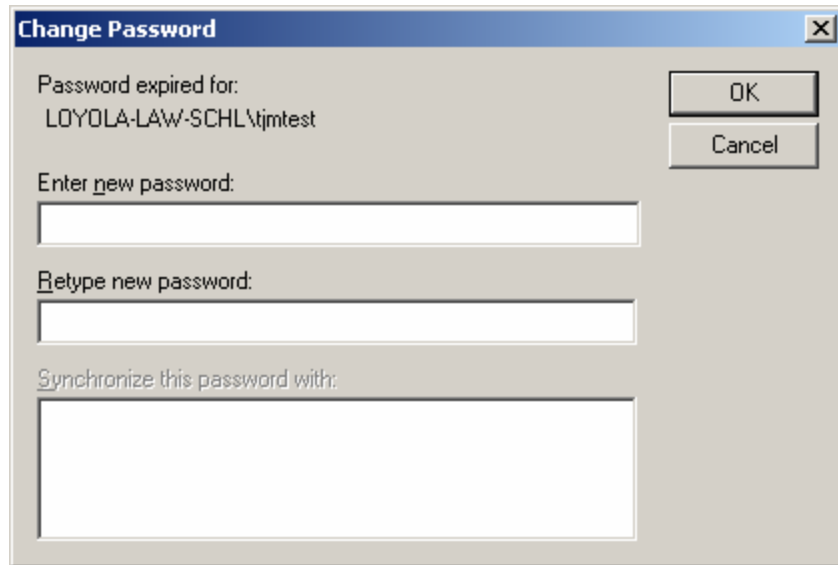 Change Password
Password expired for:
LOYOLA-LAW-SCHL\tjmtest
OK
Cancel
Enter new password:
Retype new password:
Synchronize this password with: